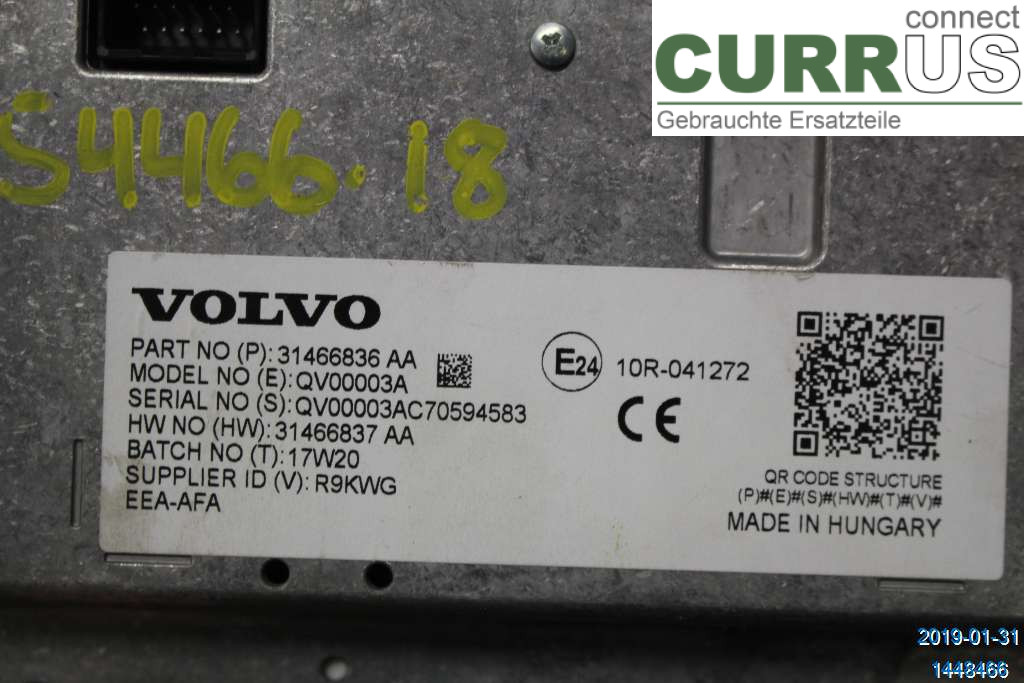 connect
CURRUS
Gebrauchte Ersatzteile
S4466.18
VOLVO
PART NO (P): 31466836 AA
MODEL NO (E): QV00003A
SERIAL NO (S): QV00003AC70594583
HW NO (HW): 31466837 AA
BATCH NO (T): 17W20
SUPPLIER ID (V): R9KWG
EEA-AFA
E24 10R-041272
CE
QR CODE STRUCTURE
(P)#(E)#(S)#(HW)#(T)#(V)#
MADE IN HUNGARY
2019-01-31
1448466